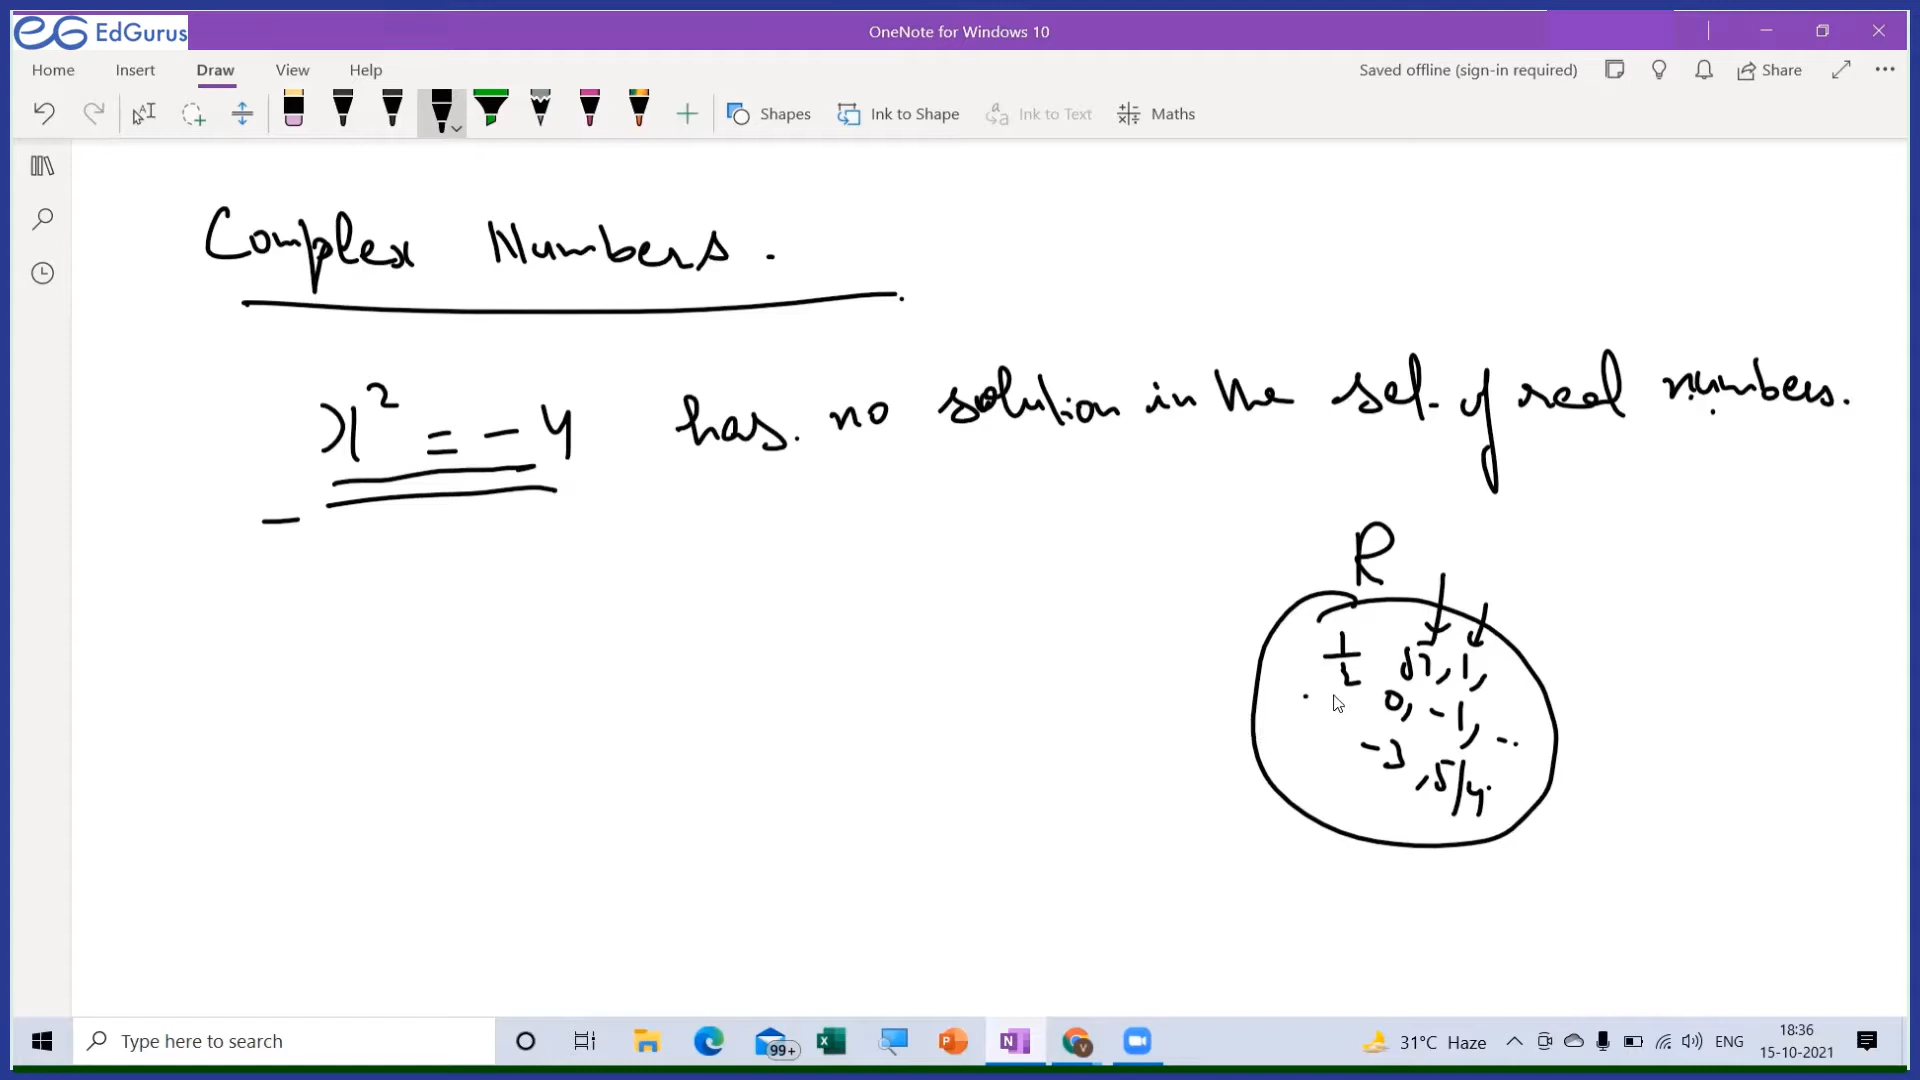 EdGurus
OneNote for Windows 10
Home Insert Draw View Help
Saved offline (sign-in required) Share
Shapes Ink to Shape Ink to Text Maths
Complex Numbers.
x² = -4 has no solution in the set of real numbers.
R
1/2 √7, 1,
0, -1, ..
-3, 5/4
Type here to search
99+
31°C Haze ENG
18:36
15-10-2021